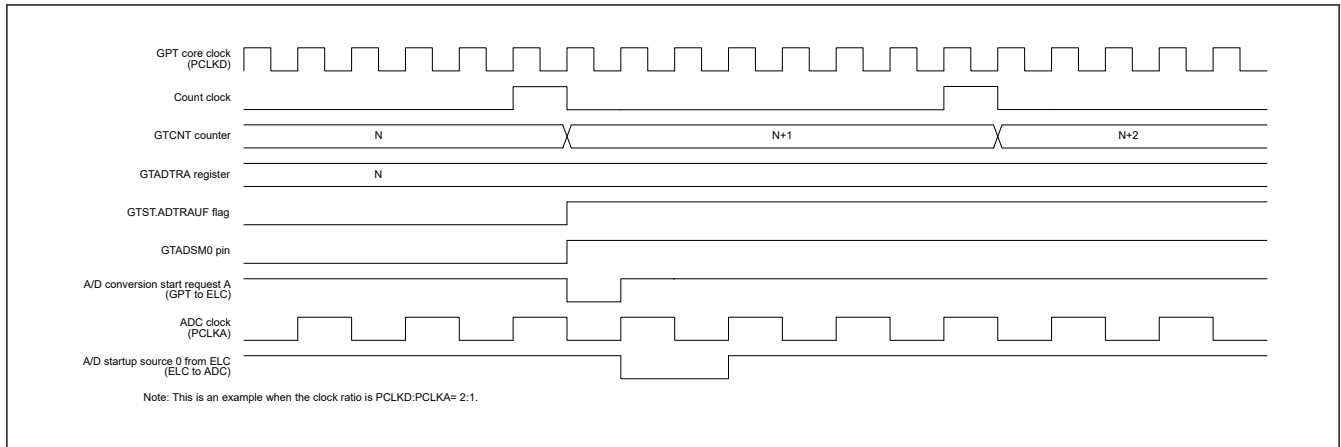 GPT core clock
(PCLKD)
Count clock
GTCNT counter
N
N+1
N+2
GTADTRA register
N
GTST.ADTRAUF flag
GTADSM0 pin
A/D conversion start request A
(GPT to ELC)
ADC clock
(PCLKA)
A/D startup source 0 from ELC
(ELC to ADC)
Note: This is an example when the clock ratio is PCLKD:PCLKA= 2:1.